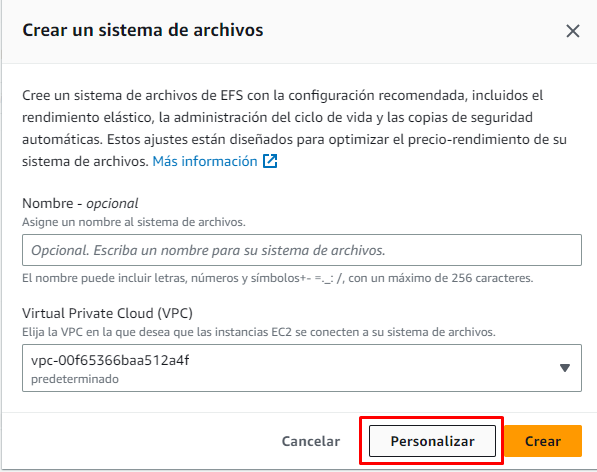 Crear un sistema de archivos
Cree un sistema de archivos de EFS con la configuración recomendada, incluidos el
rendimiento elástico, la administración del ciclo de vida y las copias de seguridad
automáticas. Estos ajustes están diseñados para optimizar el precio-rendimiento de su
sistema de archivos. Más información
Nombre - opcional
Asigne un nombre al sistema de archivos.
Opcional. Escriba un nombre para su sistema de archivos.
El nombre puede incluir letras, números y símbolos+- =._: /, con un máximo de 256 caracteres.
Virtual Private Cloud (VPC)
Elija la VPC en la que desea que las instancias EC2 se conecten a su sistema de archivos.
vpc-00f65366baa512a4f
predeterminado
Cancelar Personalizar Crear